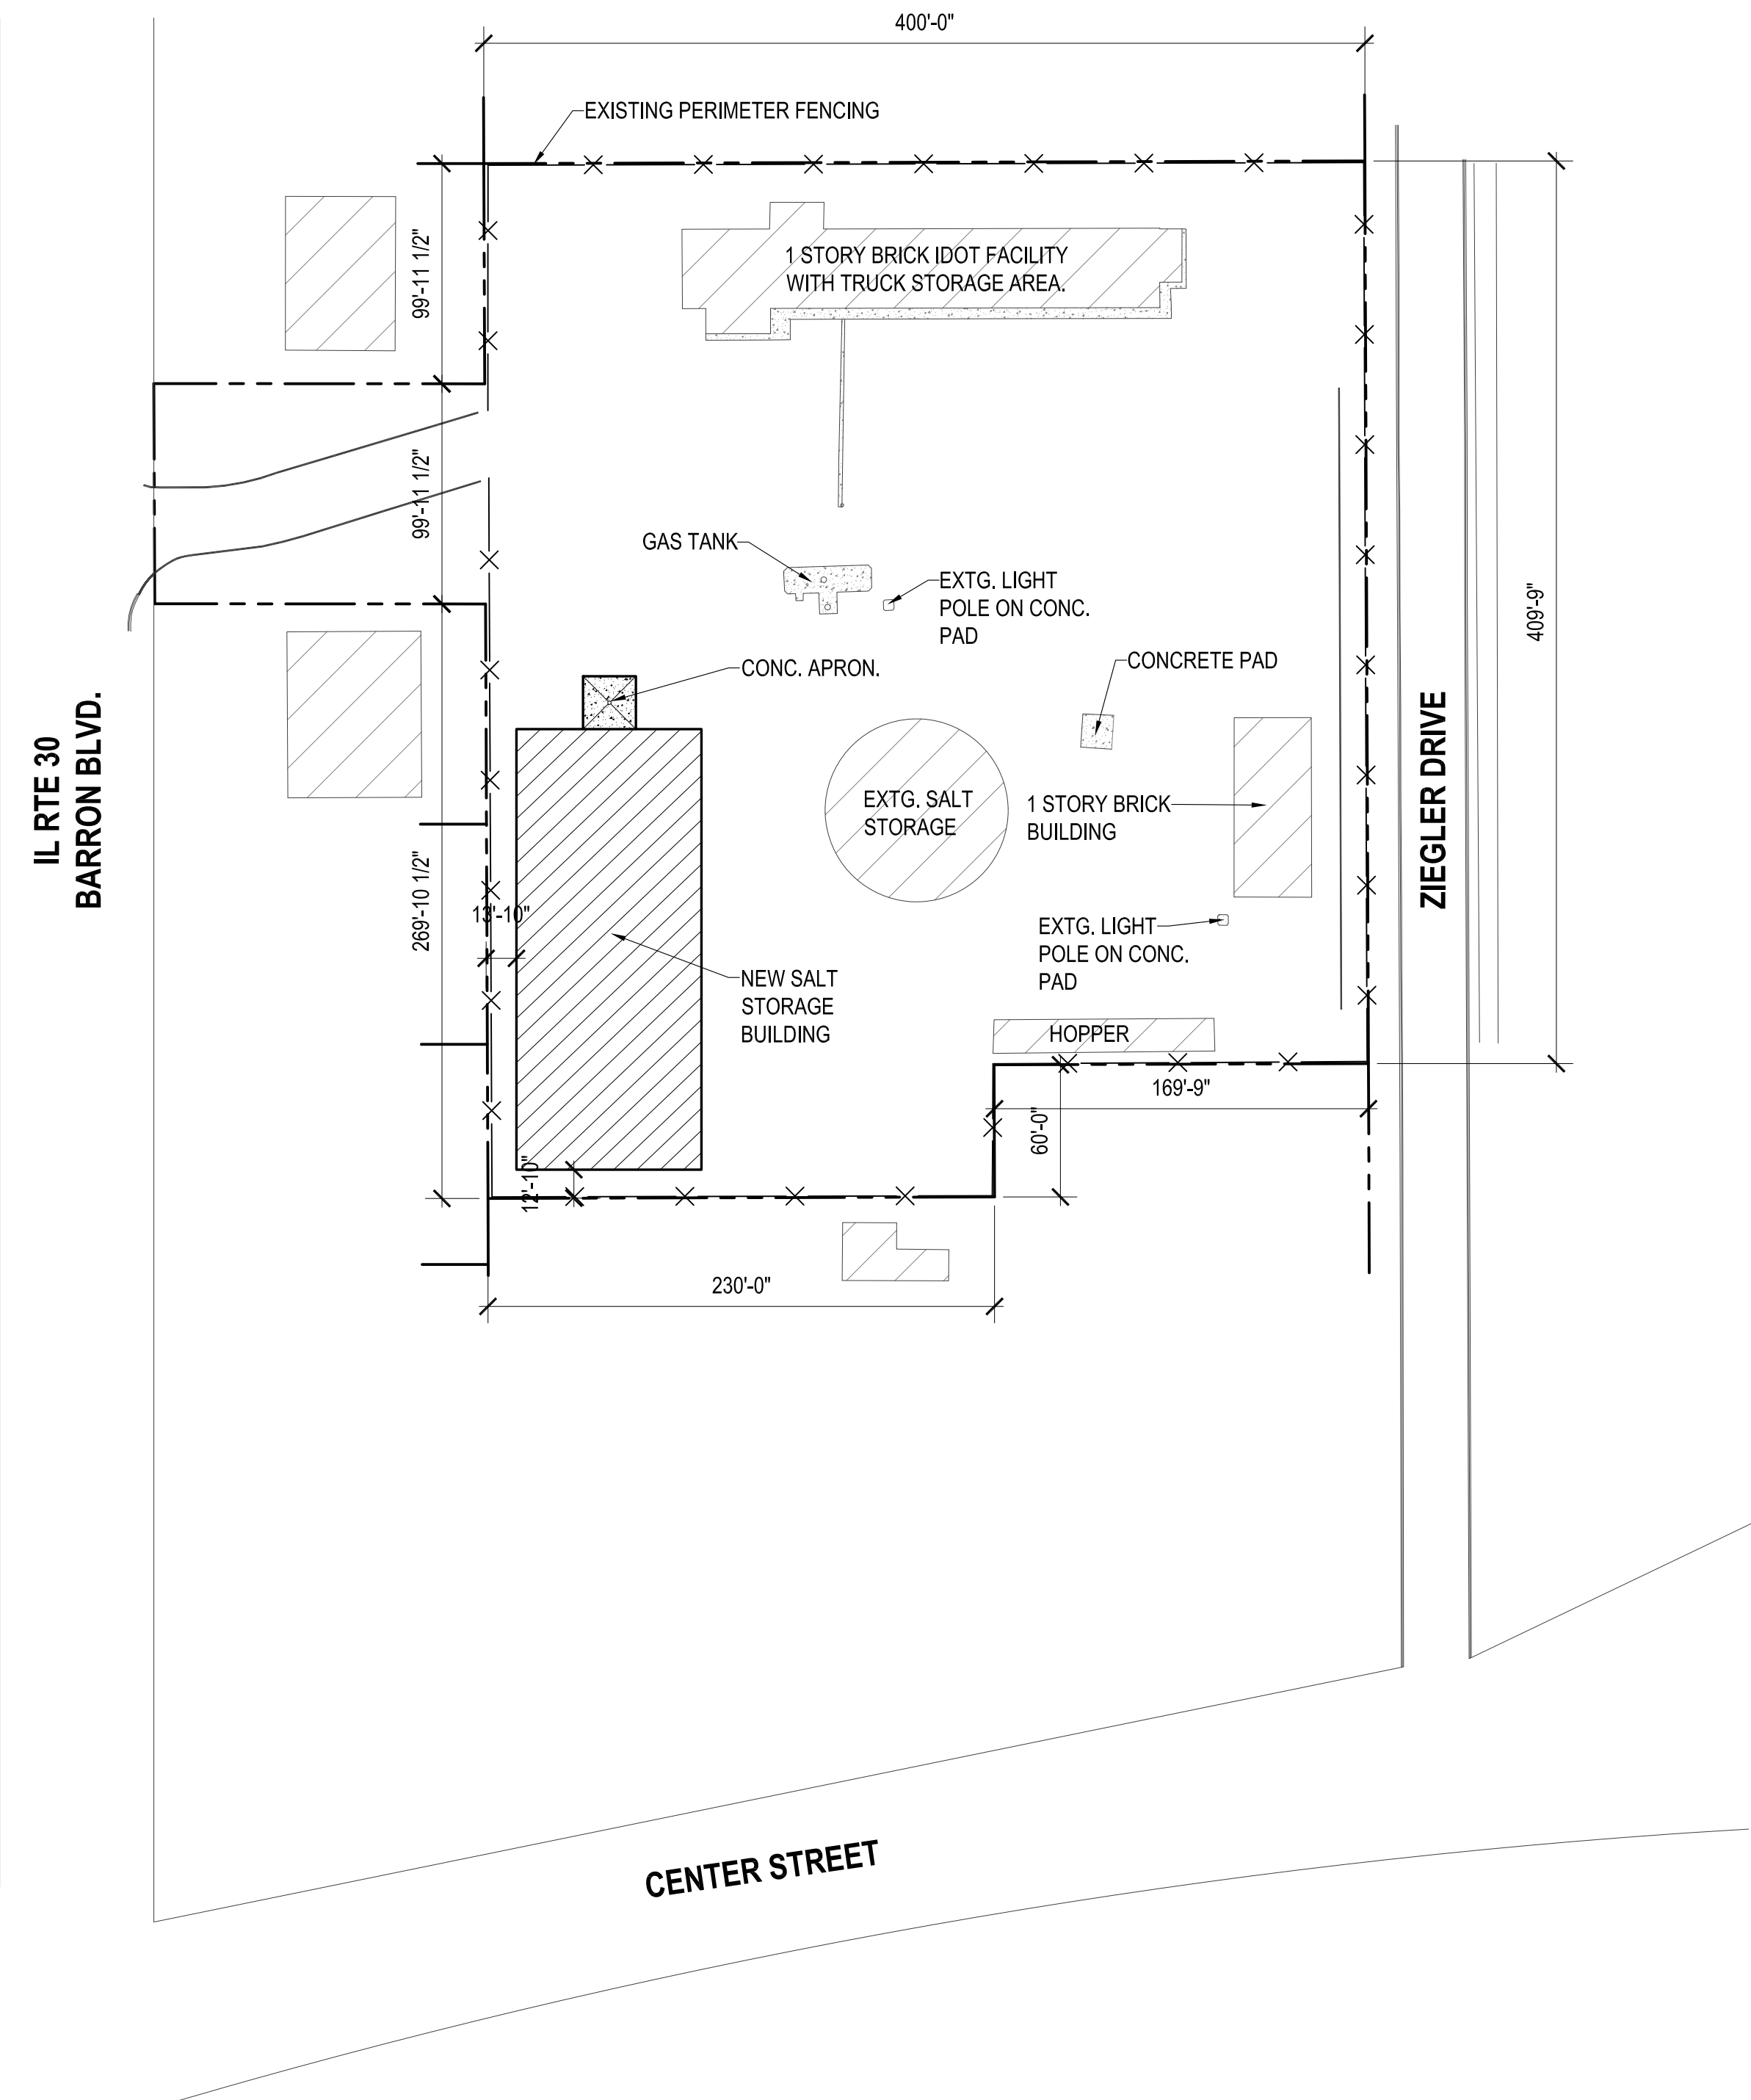 400'-0"
EXISTING PERIMETER FENCING
99'-11 1/2"
1 STORY BRICK IDOT FACILITY
WITH TRUCK STORAGE AREA.
99'-11 1/2"
409'-9"
GAS TANK
EXTG. LIGHT
POLE ON CONC.
PAD
CONC. APRON.
CONCRETE PAD
IL RTE 30
BARRON BLVD.
ZIEGLER DRIVE
EXTG. SALT
STORAGE
1 STORY BRICK
BUILDING
269'-10 1/2"
13'-10"
EXTG. LIGHT
POLE ON CONC.
PAD
NEW SALT
STORAGE
BUILDING
HOPPER
169'-9"
60'-0"
12'-10"
230'-0"
CENTER STREET